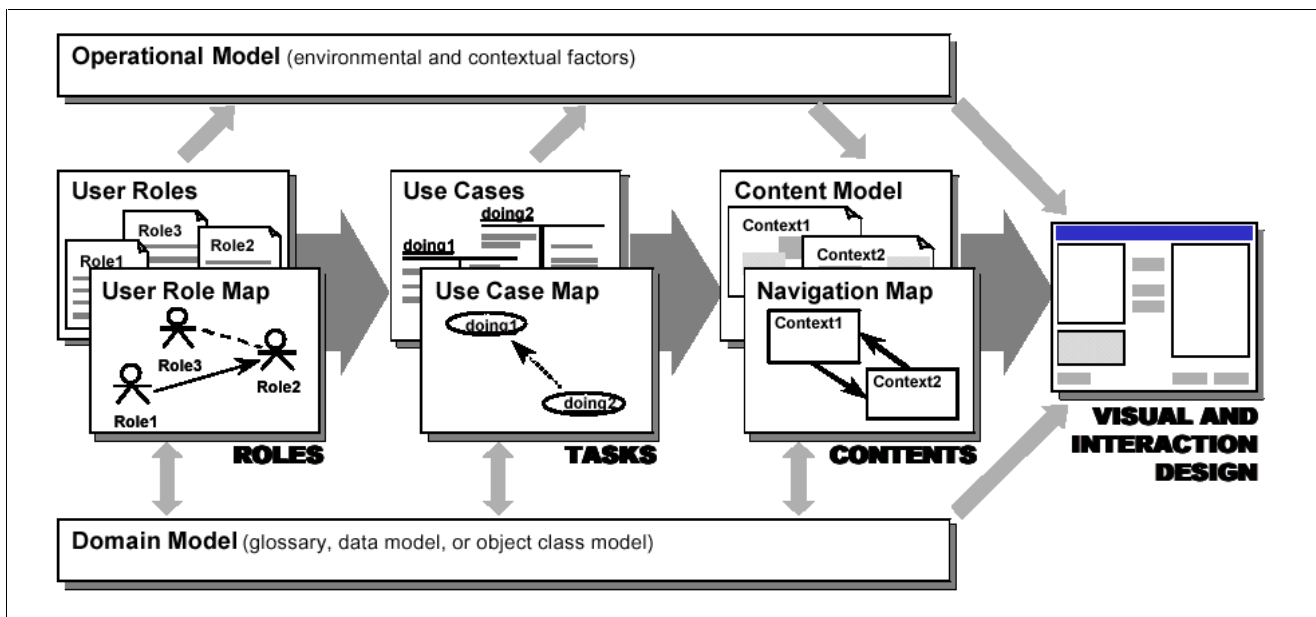 Operational Model (environmental and contextual factors)
User Roles
Role3
Role2
Role1
User Role Map
Role3
Role2
Role1
ROLES
Use Cases
doing2
doing1
Use Case Map
doing1
doing2
TASKS
Content Model
Context1
Context2
Navigation Map
Context1
Context2
CONTENTS
VISUAL AND
INTERACTION
DESIGN
Domain Model (glossary, data model, or object class model)